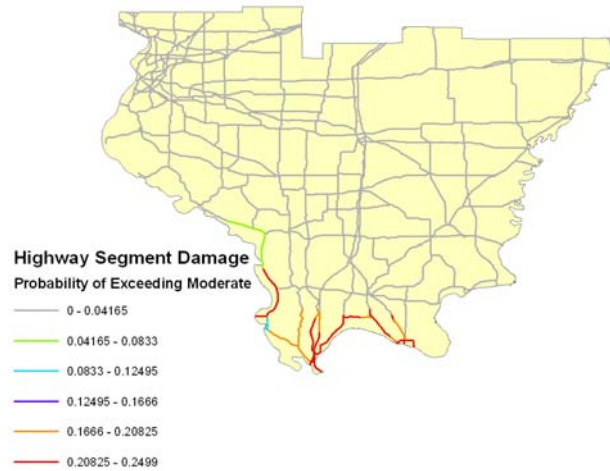 Highway Segment Damage
Probability of Exceeding Moderate
0 - 0.04165
0.04165 - 0.0833
0.0833 - 0.12495
0.12495 - 0.1666
0.1666 - 0.20825
0.20825 - 0.2499